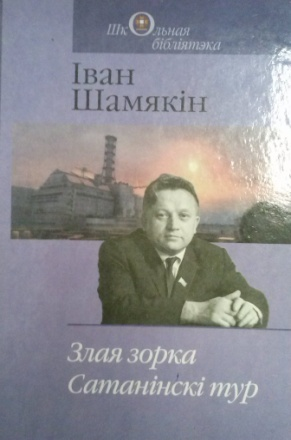 Школьная
бібліятэка
Іван
Шамякін
Злая зорка
Сатанінскі тур